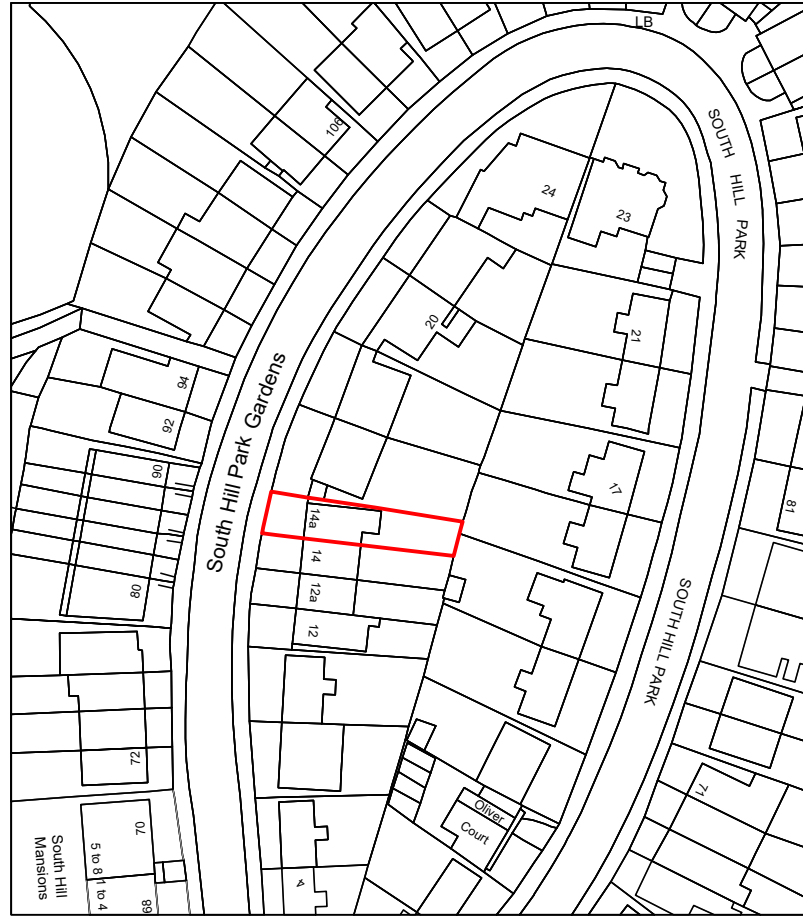 LB
SOUTH HILL PARK
106
24
23
20
21
94
92
South Hill Park Gardens
90
17
81
14a
14
12a
12
80
SOUTH HILL PARK
72
71
Oliver
Court
70
5 to 8
1 to 4
68
South Hill
Mansions
4